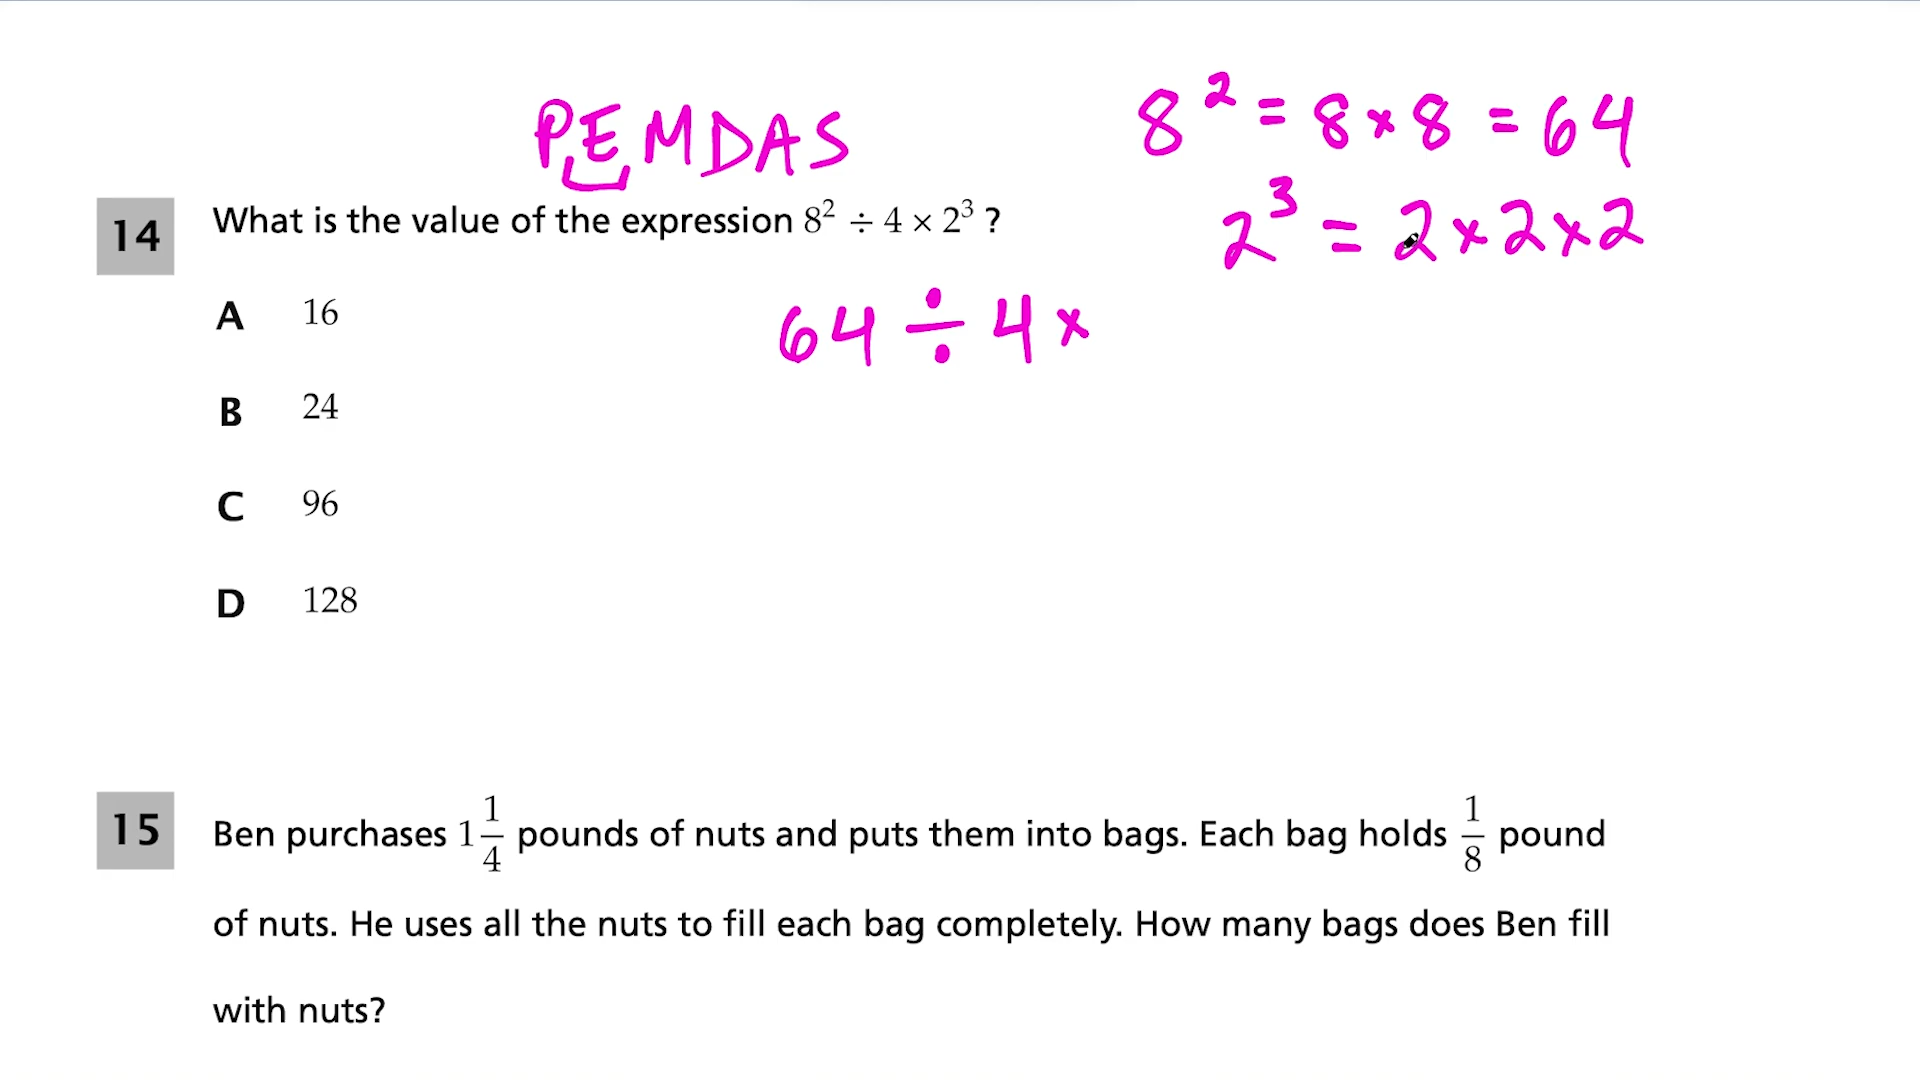 PEMDAS
8² = 8 × 8 = 64
2³ = 2 × 2 × 2
14 What is the value of the expression 8² ÷ 4 × 2³ ?
64 ÷ 4 ×
A 16
B 24
C 96
D 128
15 Ben purchases 1 1/4 pounds of nuts and puts them into bags. Each bag holds 1/8 pound
of nuts. He uses all the nuts to fill each bag completely. How many bags does Ben fill
with nuts?